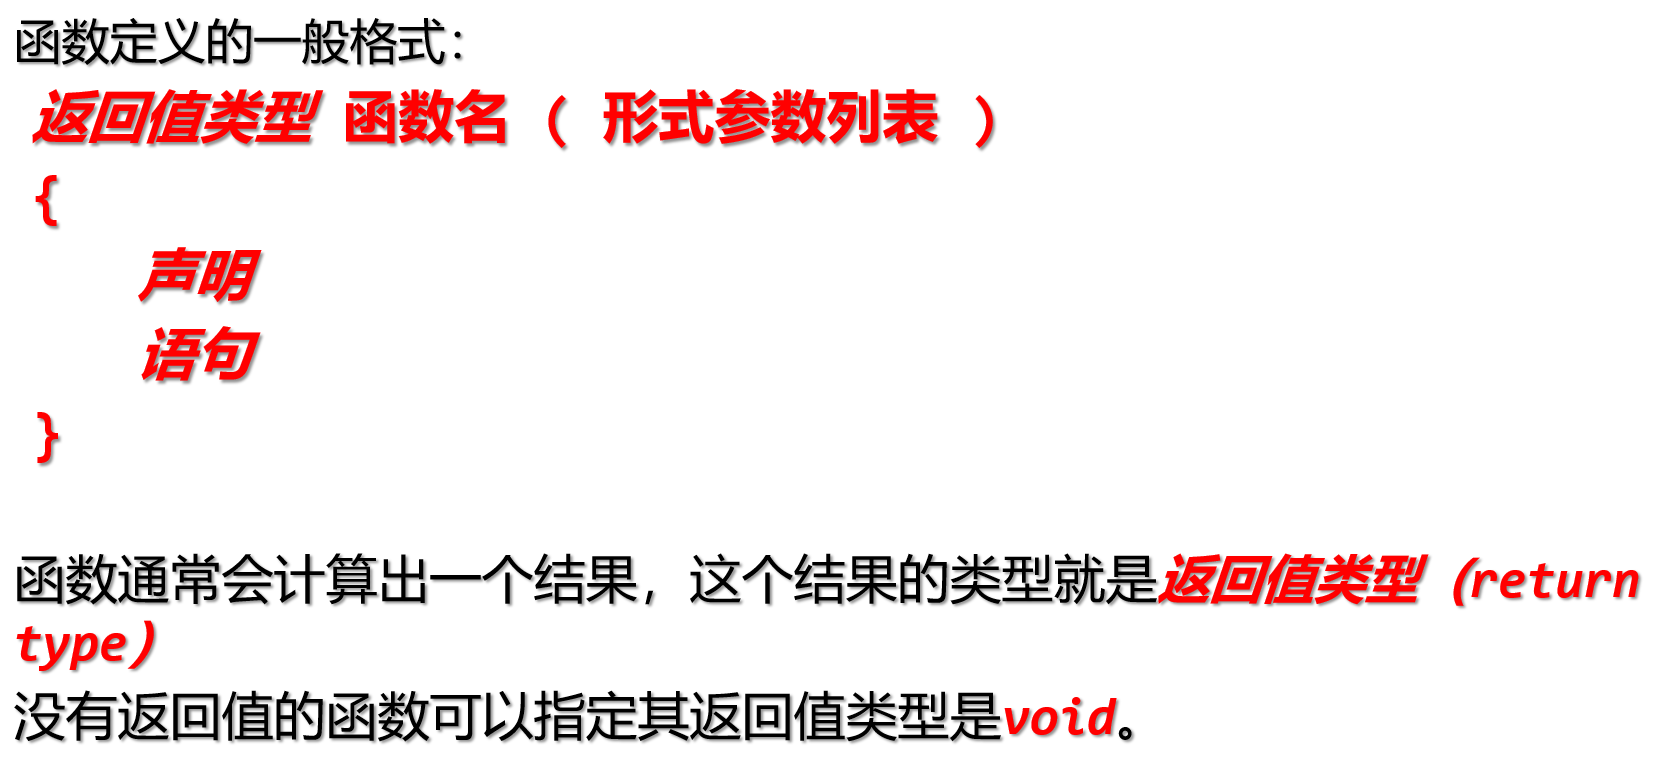 函数定义的一般格式：
返回值类型 函数名（ 形式参数列表 ）
{
声明
语句
}
函数通常会计算出一个结果，这个结果的类型就是返回值类型（return
type）
没有返回值的函数可以指定其返回值类型是void。